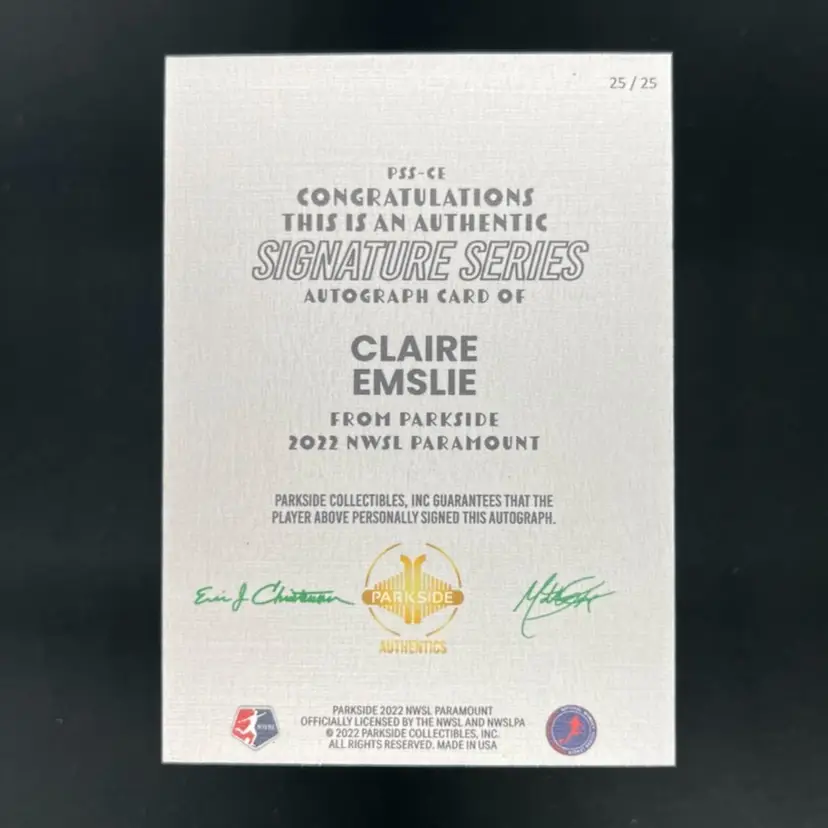 25 / 25
PSS-CE
CONGRATULATIONS
THIS IS AN AUTHENTIC
SIGNATURE SERIES
AUTOGRAPH CARD OF
CLAIRE
EMSLIE
FROM PARKSIDE
2022 NWSL PARAMOUNT
PARKSIDE COLLECTIBLES, INC GUARANTEES THAT THE
PLAYER ABOVE PERSONALLY SIGNED THIS AUTOGRAPH.
PARKSIDE
AUTHENTICS
NWSL
PARKSIDE 2022 NWSL PARAMOUNT
OFFICIALLY LICENSED BY THE NWSL AND NWSLPA
© 2022 PARKSIDE COLLECTIBLES, INC.
ALL RIGHTS RESERVED. MADE IN USA